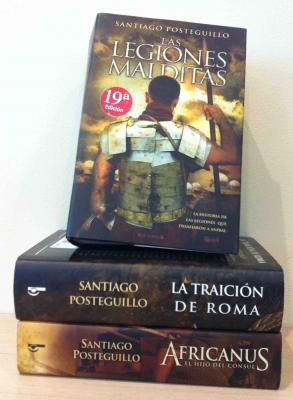 SANTIAGO POSTEGUILLO
LAS
LEGIONES
MALDITAS
19ª
Edición
LA HISTORIA DE
LAS LEGIONES QUE
DESAFIARON A ANÍBAL
SANTIAGO
POSTEGUILLO
LA TRAICIÓN
DE ROMA
SANTIAGO
POSTEGUILLO
AFRICANUS
EL HIJO DEL CÓNSUL